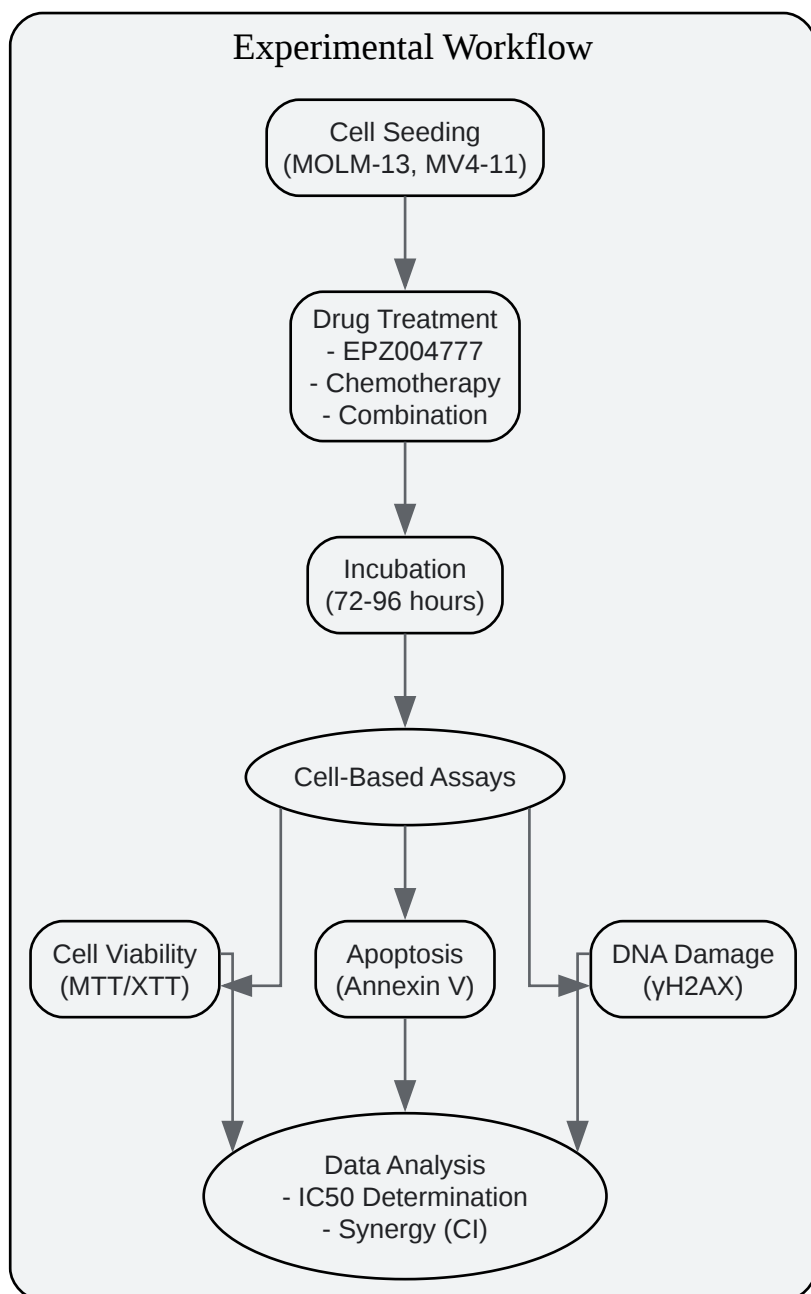 Experimental Workflow
Cell Seeding
(MOLM-13, MV4-11)
Drug Treatment
- EPZ004777
- Chemotherapy
- Combination
Incubation
(72-96 hours)
Cell-Based Assays
Cell Viability
(MTT/XTT)
Apoptosis
(Annexin V)
DNA Damage
(γH2AX)
Data Analysis
- IC50 Determination
- Synergy (CI)